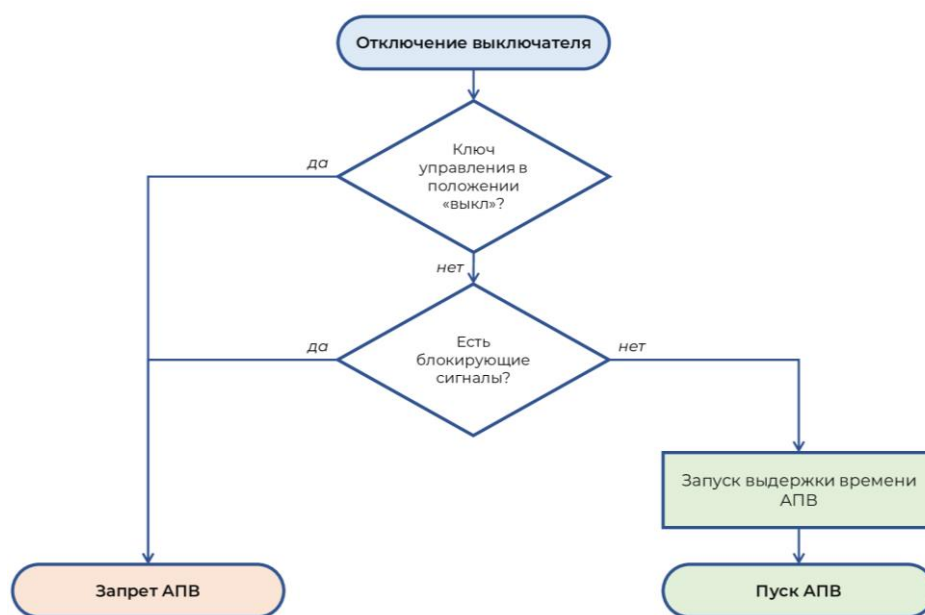 Отключение выключателя
Ключ
управления в
положении
«выкл»?
да
нет
Есть
блокирующие
сигналы?
да
нет
Запуск выдержки времени
АПВ
Запрет АПВ
Пуск АПВ